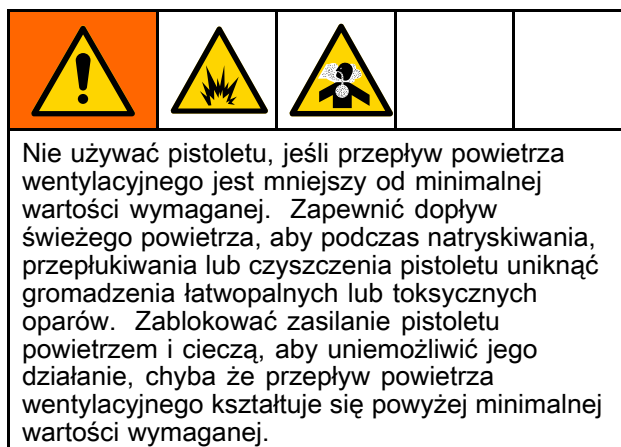 Nie używać pistoletu, jeśli przepływ powietrza
wentylacyjnego jest mniejszy od minimalnej
wartości wymaganej. Zapewnić dopływ
świeżego powietrza, aby podczas natryskiwania,
przepłukiwania lub czyszczenia pistoletu uniknąć
gromadzenia łatwopalnych lub toksycznych
oparów. Zablokować zasilanie pistoletu
powietrzem i cieczą, aby uniemożliwić jego
działanie, chyba że przepływ powietrza
wentylacyjnego kształtuje się powyżej minimalnej
wartości wymaganej.